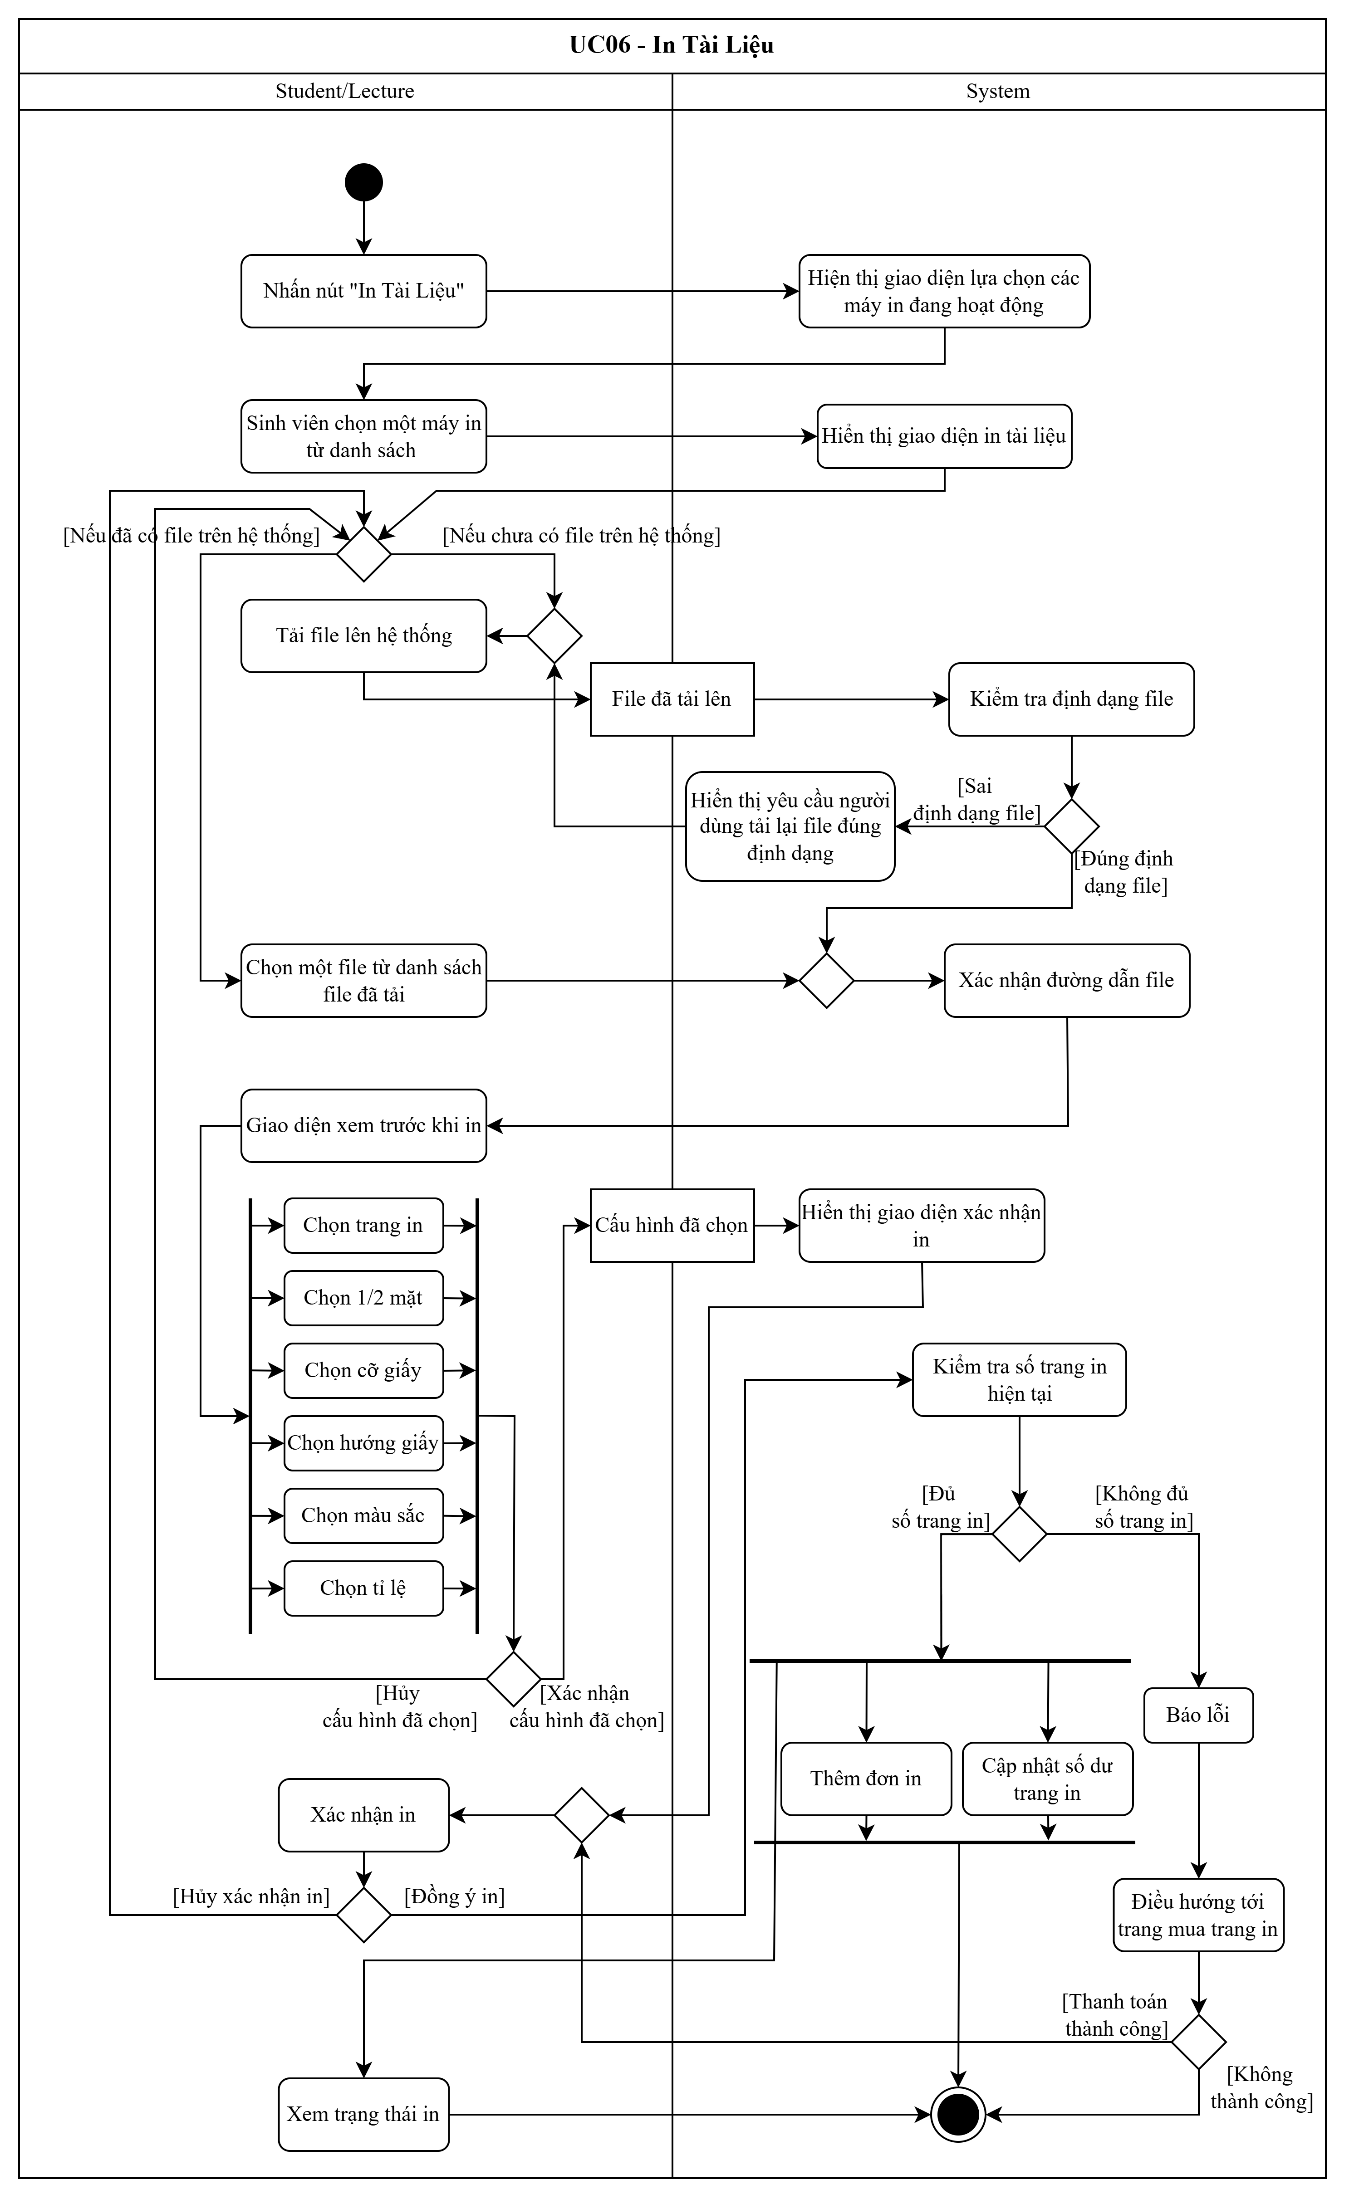 UC06 - In Tài Liệu
Student/Lecture
System
Nhấn nút "In Tài Liệu"
Hiện thị giao diện lựa chọn các
máy in đang hoạt động
Sinh viên chọn một máy in
từ danh sách
Hiển thị giao diện in tài liệu
[Nếu đã có file trên hệ thống]
[Nếu chưa có file trên hệ thống]
Tải file lên hệ thống
File đã tải lên
Kiểm tra định dạng file
Hiển thị yêu cầu người
dùng tải lại file đúng
định dạng
[Sai
định dạng file]
[Đúng định
dạng file]
Chọn một file từ danh sách
file đã tải
Xác nhận đường dẫn file
Giao diện xem trước khi in
Chọn trang in
Chọn 1/2 mặt
Chọn cỡ giấy
Chọn hướng giấy
Chọn màu sắc
Chọn tỉ lệ
Cấu hình đã chọn
Hiển thị giao diện xác nhận
in
Kiểm tra số trang in
hiện tại
[Đủ
số trang in]
[Không đủ
số trang in]
[Hủy
cấu hình đã chọn]
[Xác nhận
cấu hình đã chọn]
Báo lỗi
Thêm đơn in
Cập nhật số dư
trang in
Xác nhận in
[Hủy xác nhận in]
[Đồng ý in]
Điều hướng tới
trang mua trang in
[Thanh toán
thành công]
[Không
thành công]
Xem trạng thái in